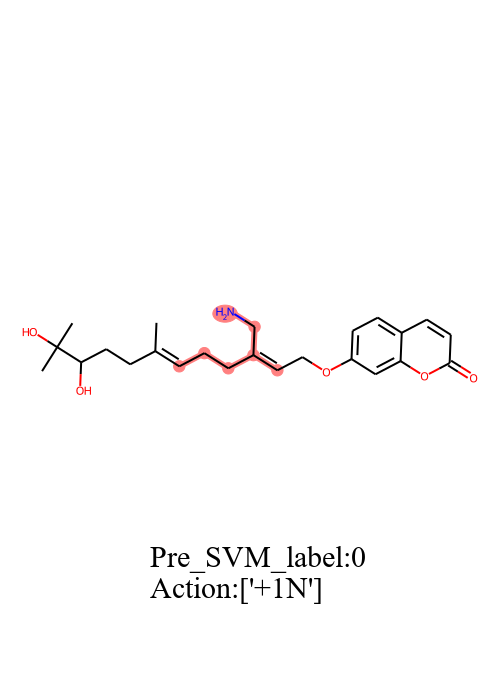 H2N
HO
OH
O
O
O
Pre_SVM_label:0
Action:['+1N']